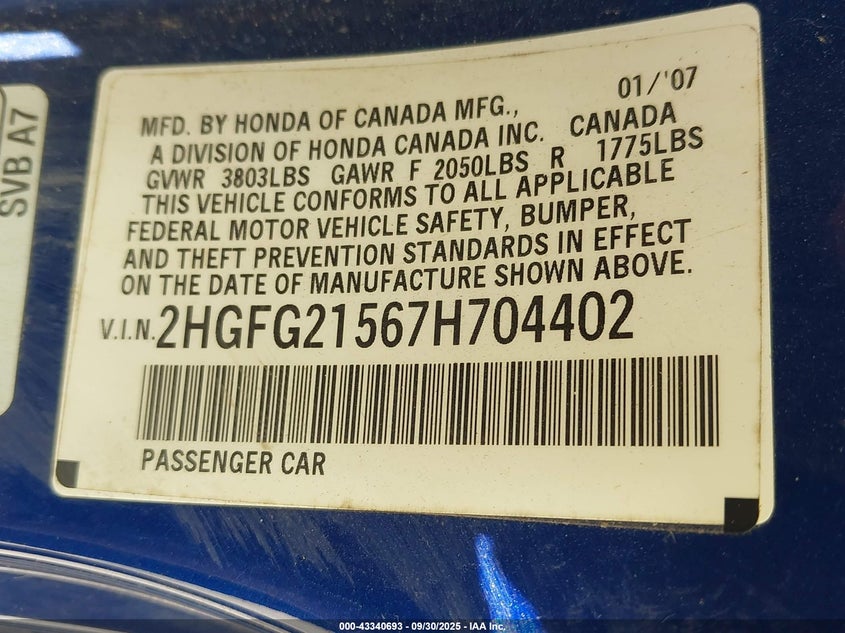 SVB A7
01/'07
MFD. BY HONDA OF CANADA MFG.,
A DIVISION OF HONDA CANADA INC. CANADA
GVWR 3803LBS GAWR F 2050LBS R 1775LBS
THIS VEHICLE CONFORMS TO ALL APPLICABLE
FEDERAL MOTOR VEHICLE SAFETY, BUMPER,
AND THEFT PREVENTION STANDARDS IN EFFECT
ON THE DATE OF MANUFACTURE SHOWN ABOVE.
V.I.N. 2HGFG21567H704402
PASSENGER CAR
000-43340693 - 09/30/2025 - IAA Inc.